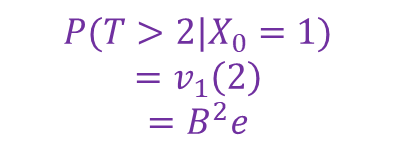 P(T > 2|X₀ = 1)
= v₁(2)
= B²e